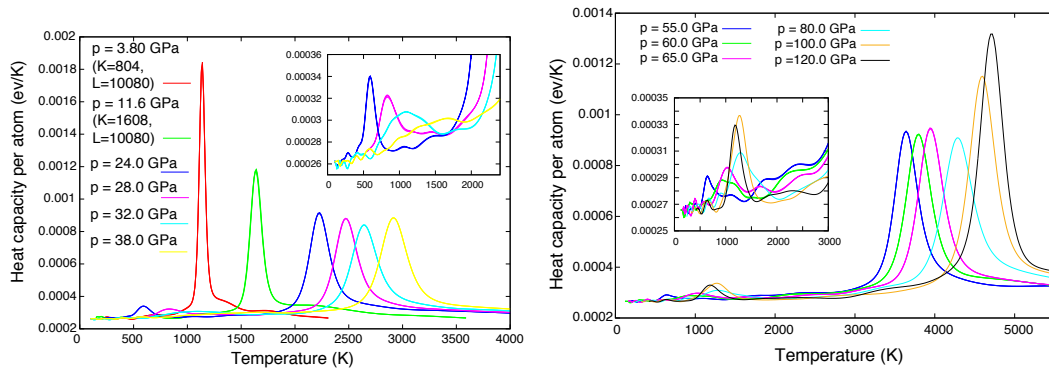 Heat capacity per atom (ev/K)
0.002
0.0018
0.0016
0.0014
0.0012
0.001
0.0008
0.0006
0.0004
0.0002
p = 3.80 GPa
(K=804,
L=10080)
p = 11.6 GPa
(K=1608,
L=10080)
p = 24.0 GPa
p = 28.0 GPa
p = 32.0 GPa
p = 38.0 GPa
0.00036
0.00034
0.00032
0.0003
0.00028
0.00026
0 500 1000 1500 2000
0 500 1000 1500 2000 2500 3000 3500 4000
Temperature (K)
Heat capacity per atom (ev/K)
0.0014
0.0012
0.001
0.0008
0.0006
0.0004
0.0002
p = 55.0 GPa
p = 60.0 GPa
p = 65.0 GPa
p = 80.0 GPa
p =100.0 GPa
p =120.0 GPa
0.00035
0.00033
0.00031
0.00029
0.00027
0.00025
0 1000 2000 3000
0 1000 2000 3000 4000 5000
Temperature (K)